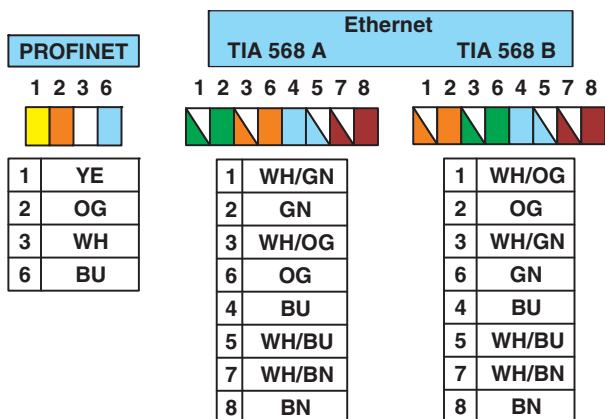 PROFINET
1 2 3 6
1 YE
2 OG
3 WH
6 BU
Ethernet
TIA 568 A TIA 568 B
1 2 3 6 4 5 7 8
1 WH/GN
2 GN
3 WH/OG
6 OG
4 BU
5 WH/BU
7 WH/BN
8 BN
1 2 3 6 4 5 7 8
1 WH/OG
2 OG
3 WH/GN
6 GN
4 BU
5 WH/BU
7 WH/BN
8 BN